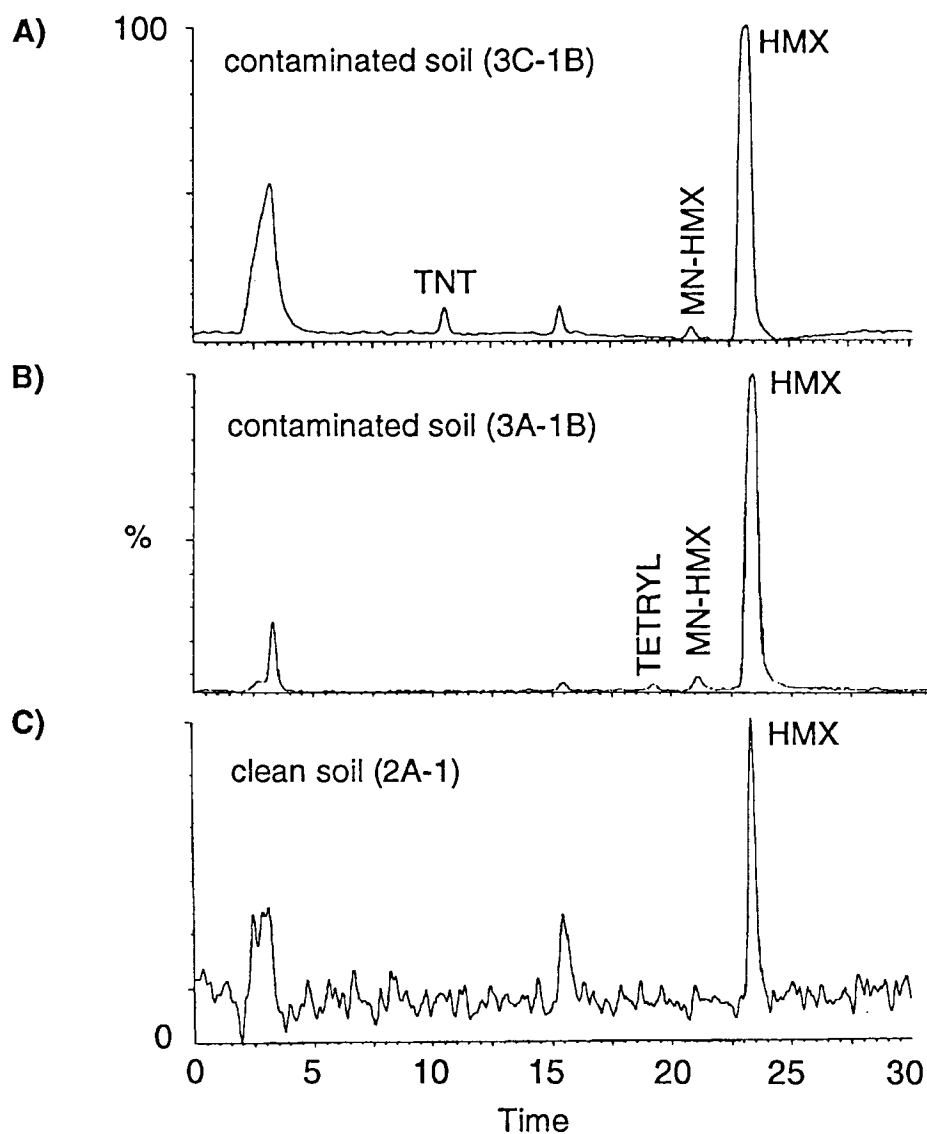 A)
100
contaminated soil (3C-1B)
HMX
TNT
MN-HMX
B)
contaminated soil (3A-1B)
HMX
%
TETRYL
MN-HMX
C)
clean soil (2A-1)
HMX
0
0 5 10 15 20 25 30
Time